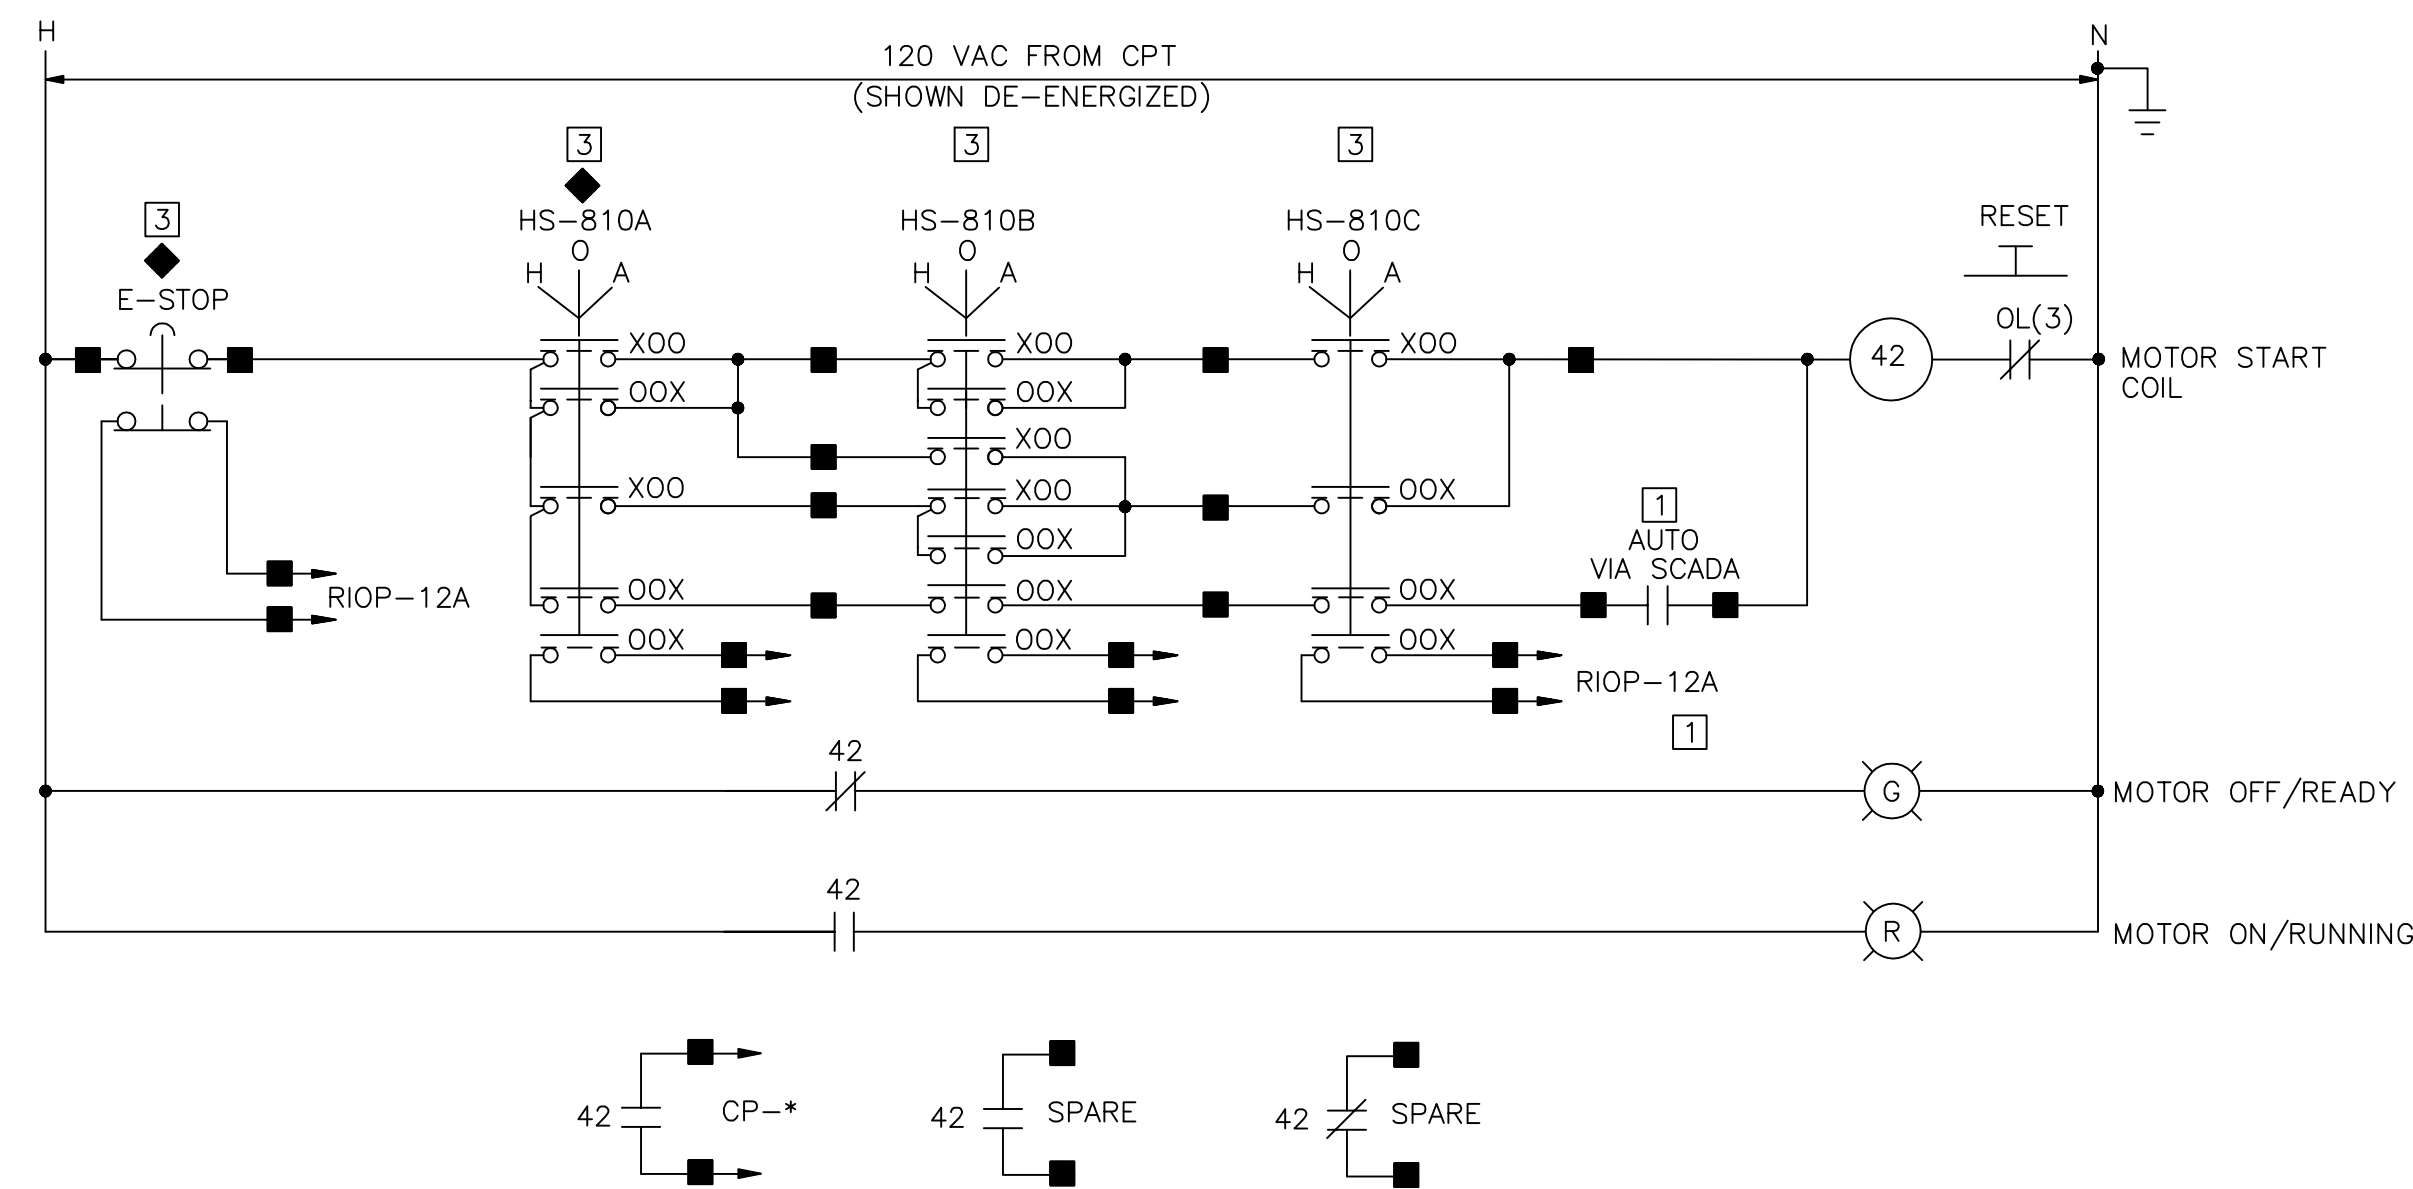 H
N
120 VAC FROM CPT
(SHOWN DE-ENERGIZED)
3
3
3
3
HS-810A
HS-810B
HS-810C
RESET
O
O
O
H A
H A
H A
E-STOP
OL(3)
XOO
XOO
XOO
42
MOTOR START
COIL
OOX
OOX
XOO
XOO
XOO
OOX
1
AUTO
VIA SCADA
OOX
RIOP-12A
OOX
OOX
OOX
OOX
OOX
OOX
RIOP-12A
1
42
G
MOTOR OFF/READY
42
R
MOTOR ON/RUNNING
42
CP-*
42
SPARE
42
SPARE